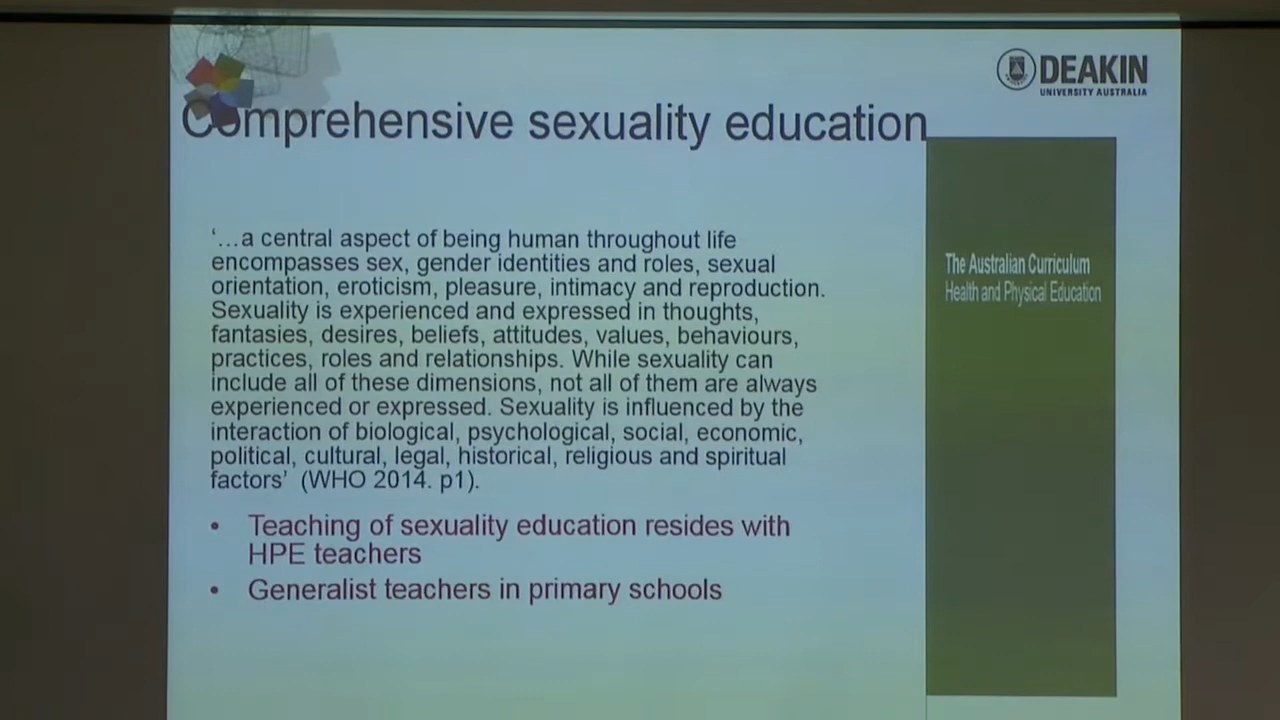 DEAKIN
UNIVERSITY AUSTRALIA
Comprehensive sexuality education
‘…a central aspect of being human throughout life
encompasses sex, gender identities and roles, sexual
orientation, eroticism, pleasure, intimacy and reproduction.
Sexuality is experienced and expressed in thoughts,
fantasies, desires, beliefs, attitudes, values, behaviours,
practices, roles and relationships. While sexuality can
include all of these dimensions, not all of them are always
experienced or expressed. Sexuality is influenced by the
interaction of biological, psychological, social, economic,
political, cultural, legal, historical, religious and spiritual
factors’ (WHO 2014. p1).
• Teaching of sexuality education resides with
HPE teachers
• Generalist teachers in primary schools
The Australian Curriculum
Health and Physical Education